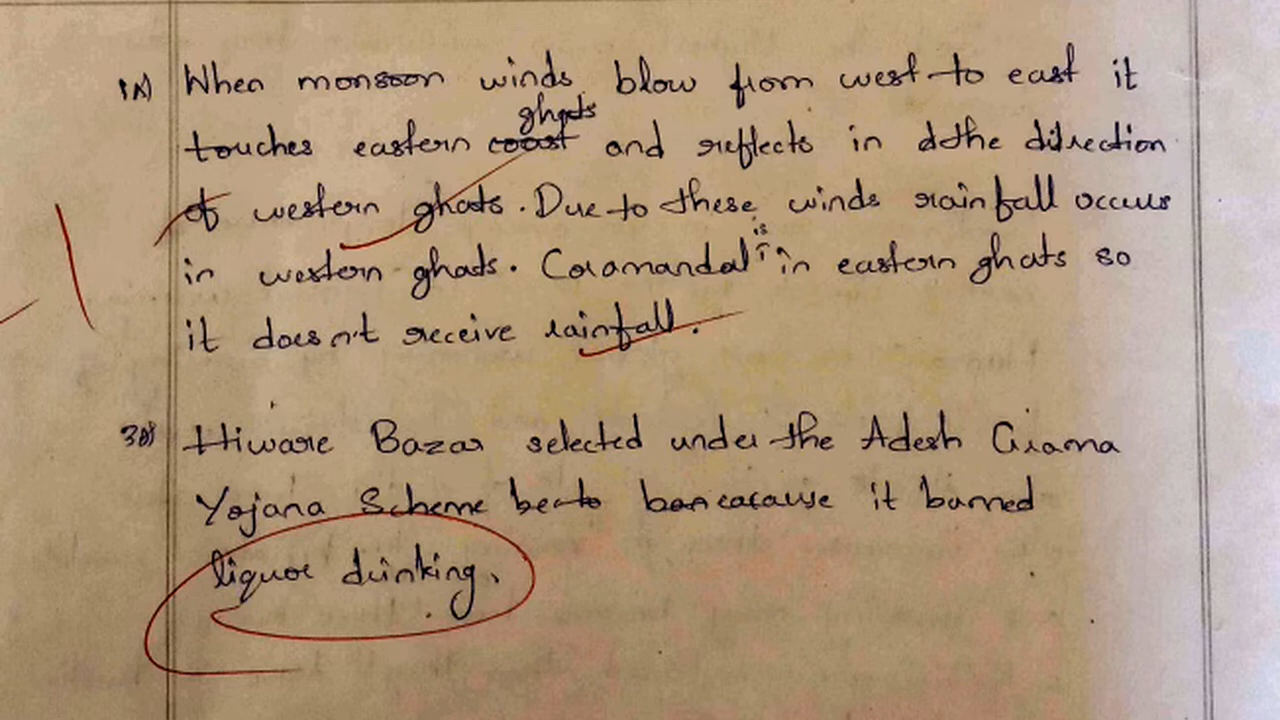 1A) When monsoon winds blow from west to east it
touches eastern coast ghats and reflects in dthe direction
of western ghats. Due to these winds rainfall occurs
in western ghats. Coramandal is in eastern ghats so
it doesn't receive rainfall.
3A) Hiware Bazar selected under the Adesh Grama
Yojana Scheme because it banned
liquor drinking.